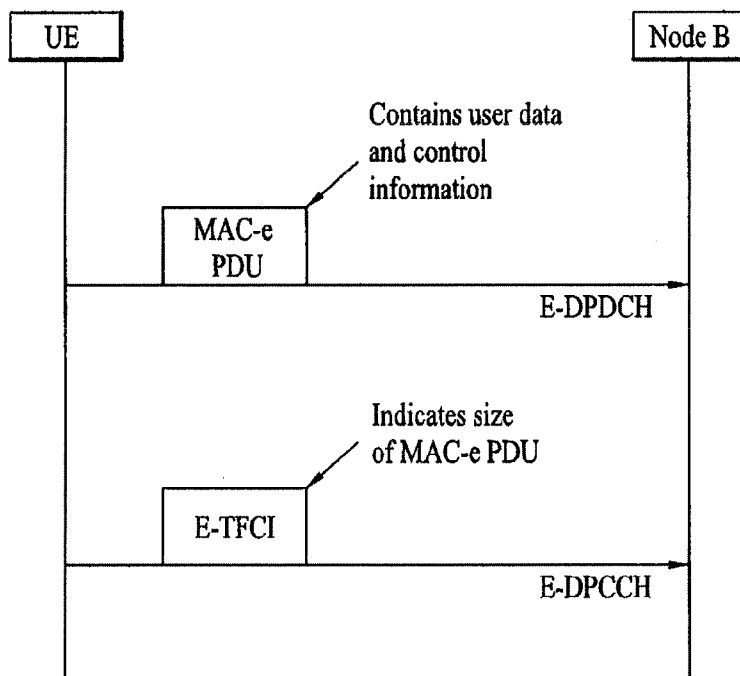 UE
Node B
Contains user data
and control
information
MAC-e
PDU
E-DPDCH
Indicates size
of MAC-e PDU
E-TFCI
E-DPCCH